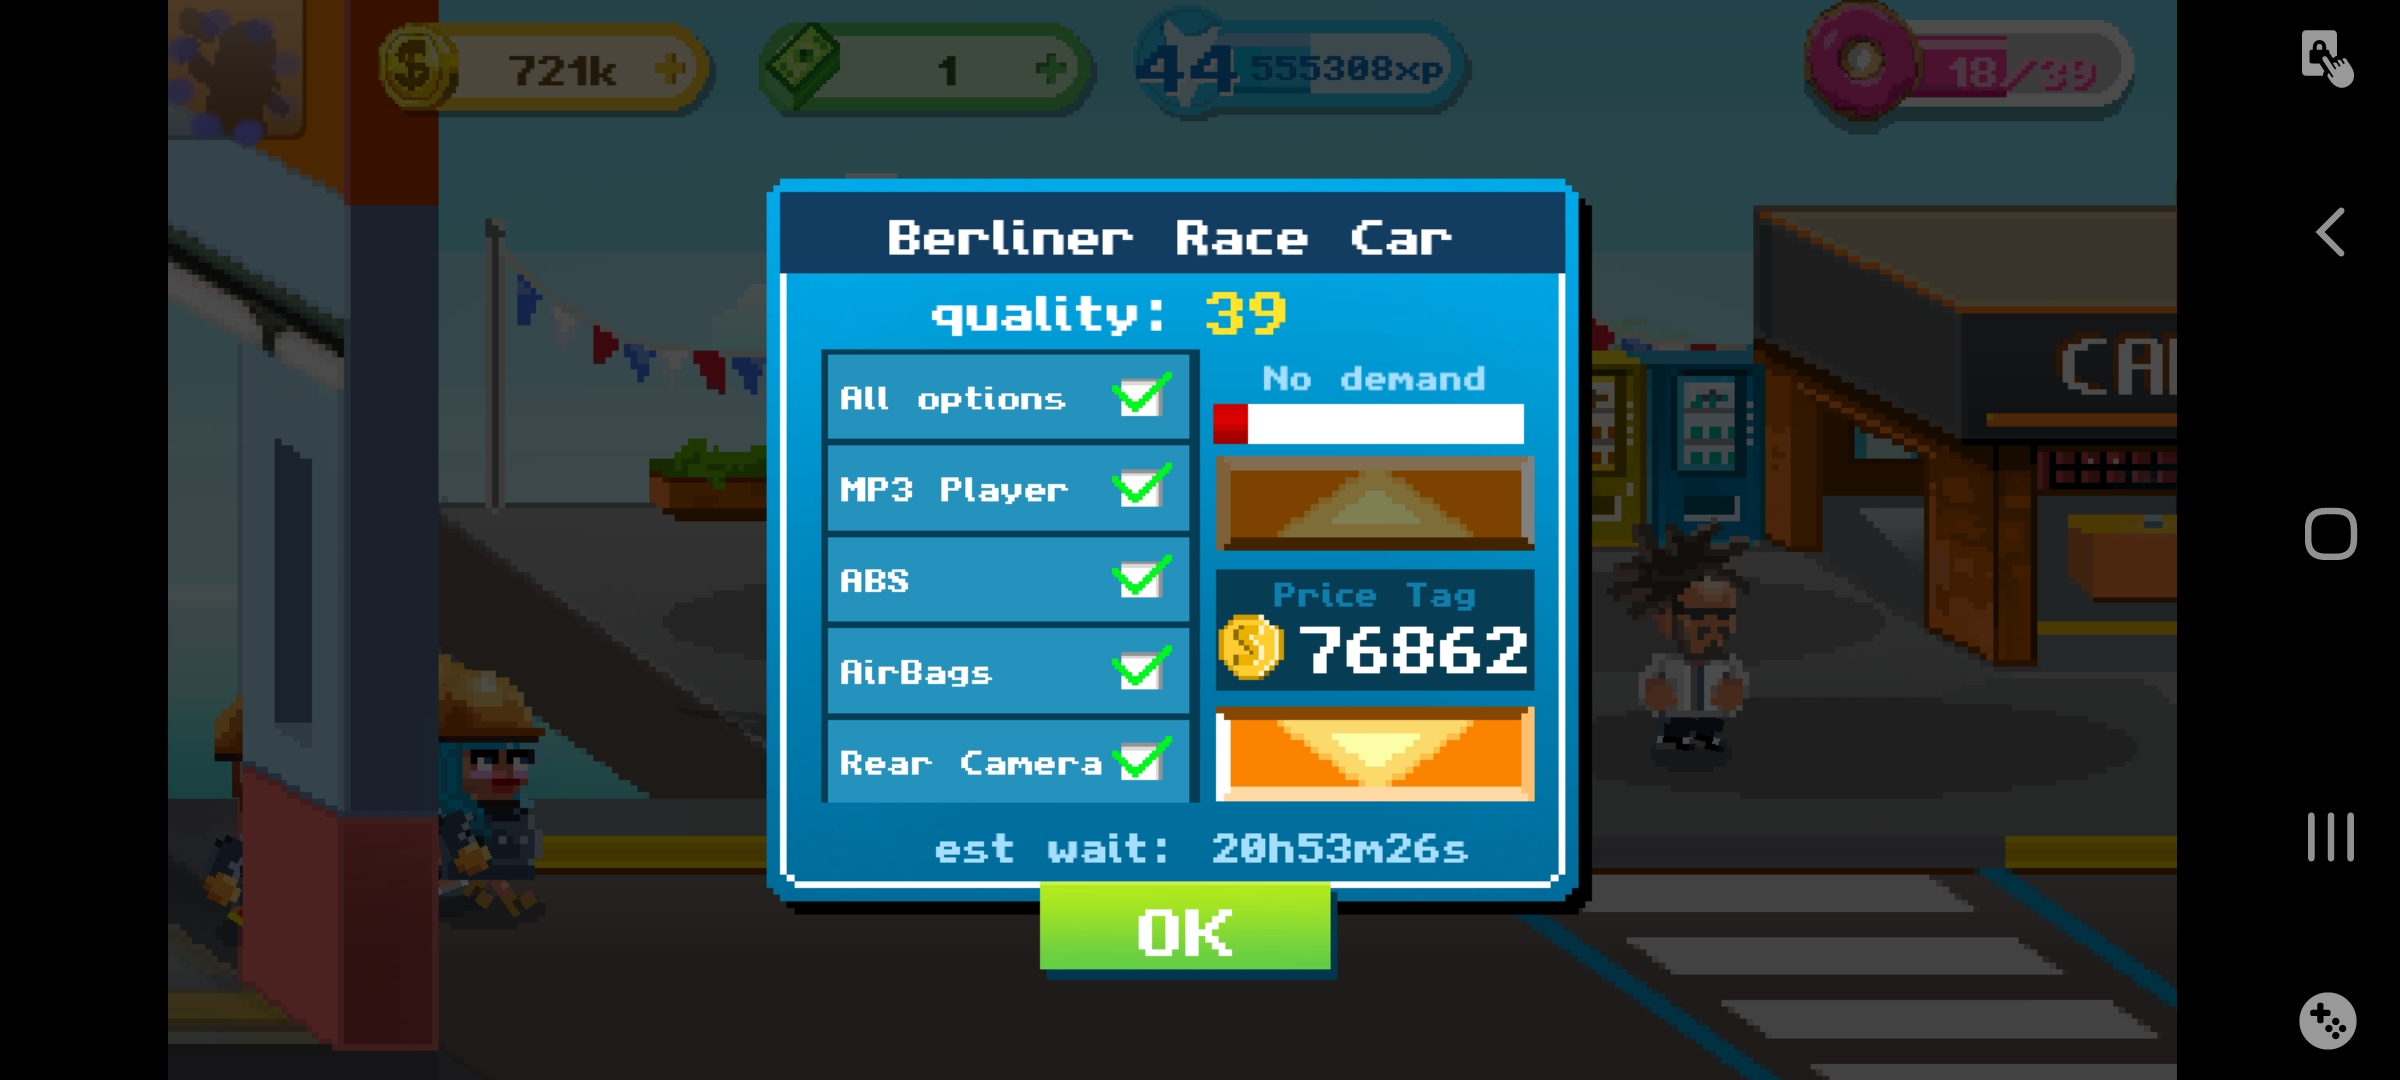 721k
1
44 555308xp
18/39
Berliner Race Car
quality: 39
All options
MP3 Player
ABS
AirBags
Rear Camera
No demand
Price Tag
76862
est wait: 20h53m26s
OK